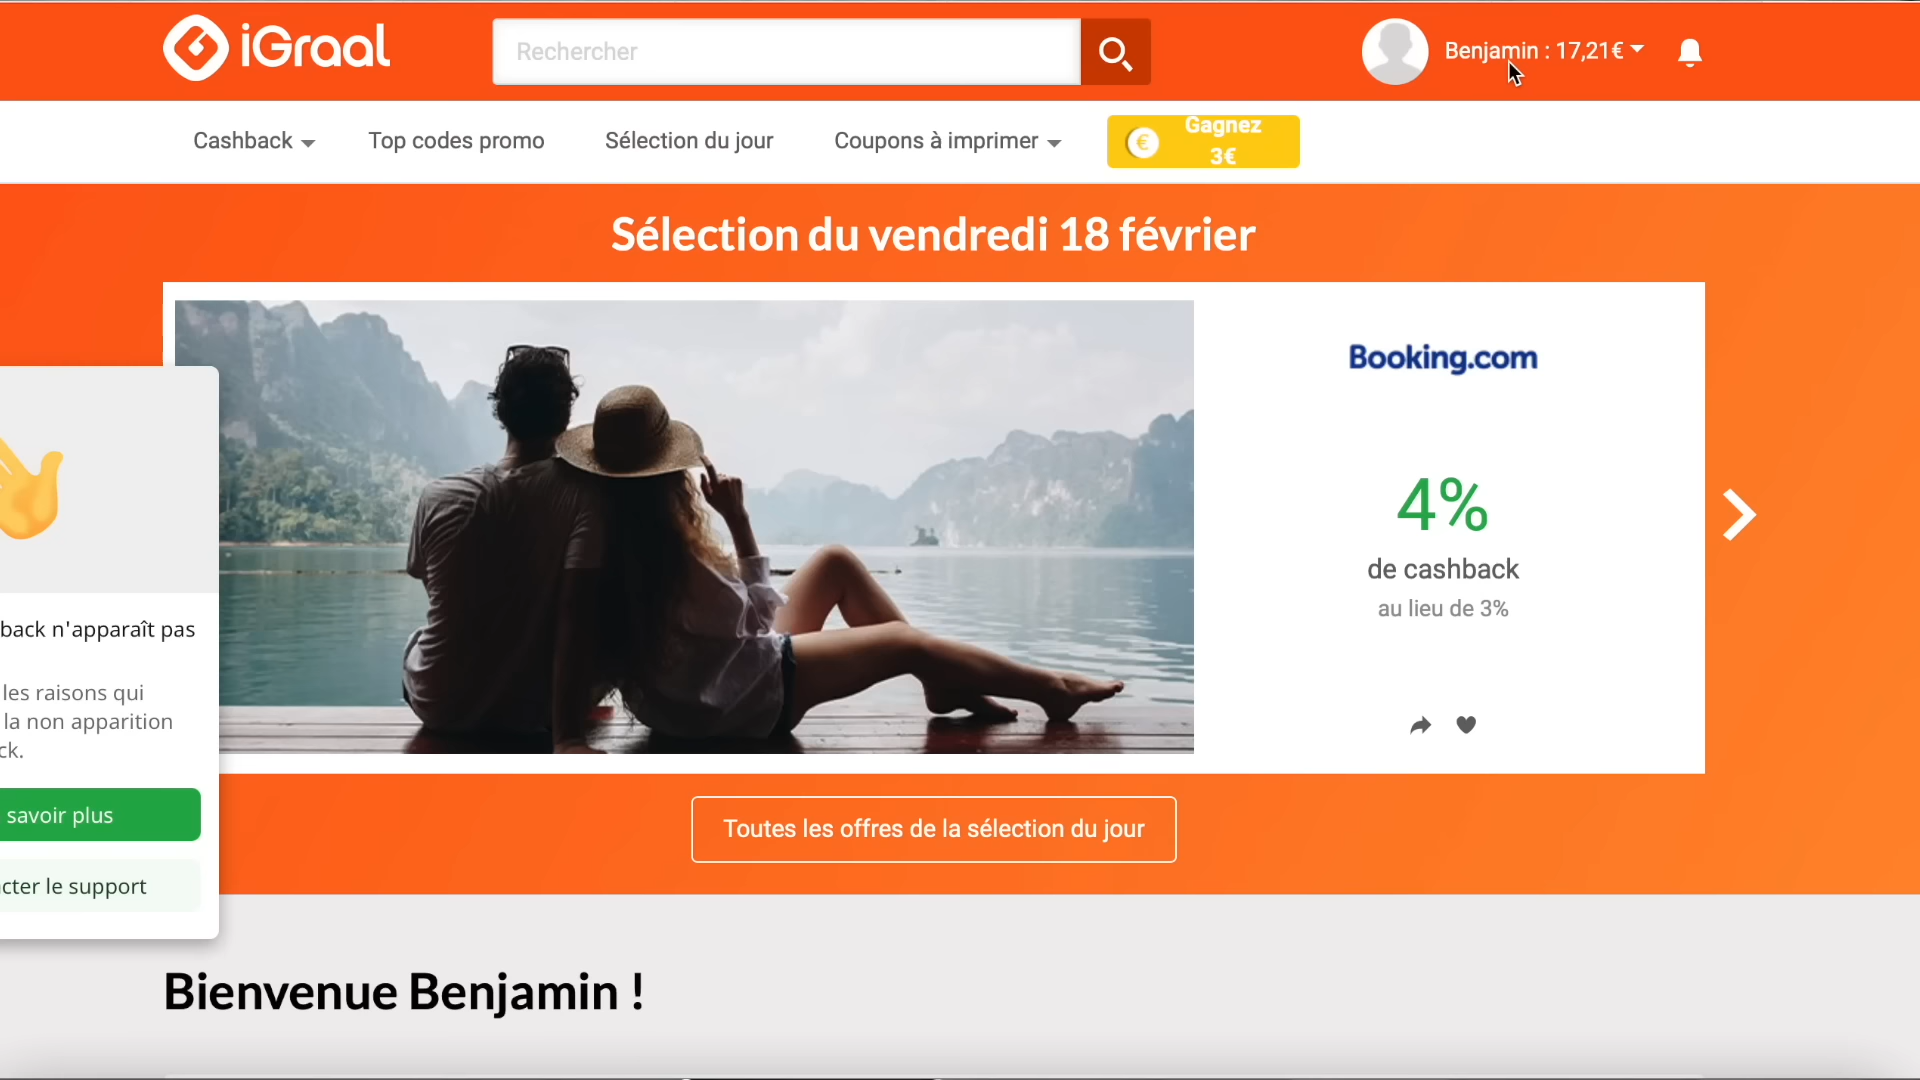 iGraal
Rechercher
Benjamin : 17,21€
Cashback
Top codes promo
Sélection du jour
Coupons à imprimer
Gagnez
3€
Sélection du vendredi 18 février
Booking.com
4%
de cashback
au lieu de 3%
back n'apparaît pas
les raisons qui
la non apparition
ck.
savoir plus
cter le support
Toutes les offres de la sélection du jour
Bienvenue Benjamin !